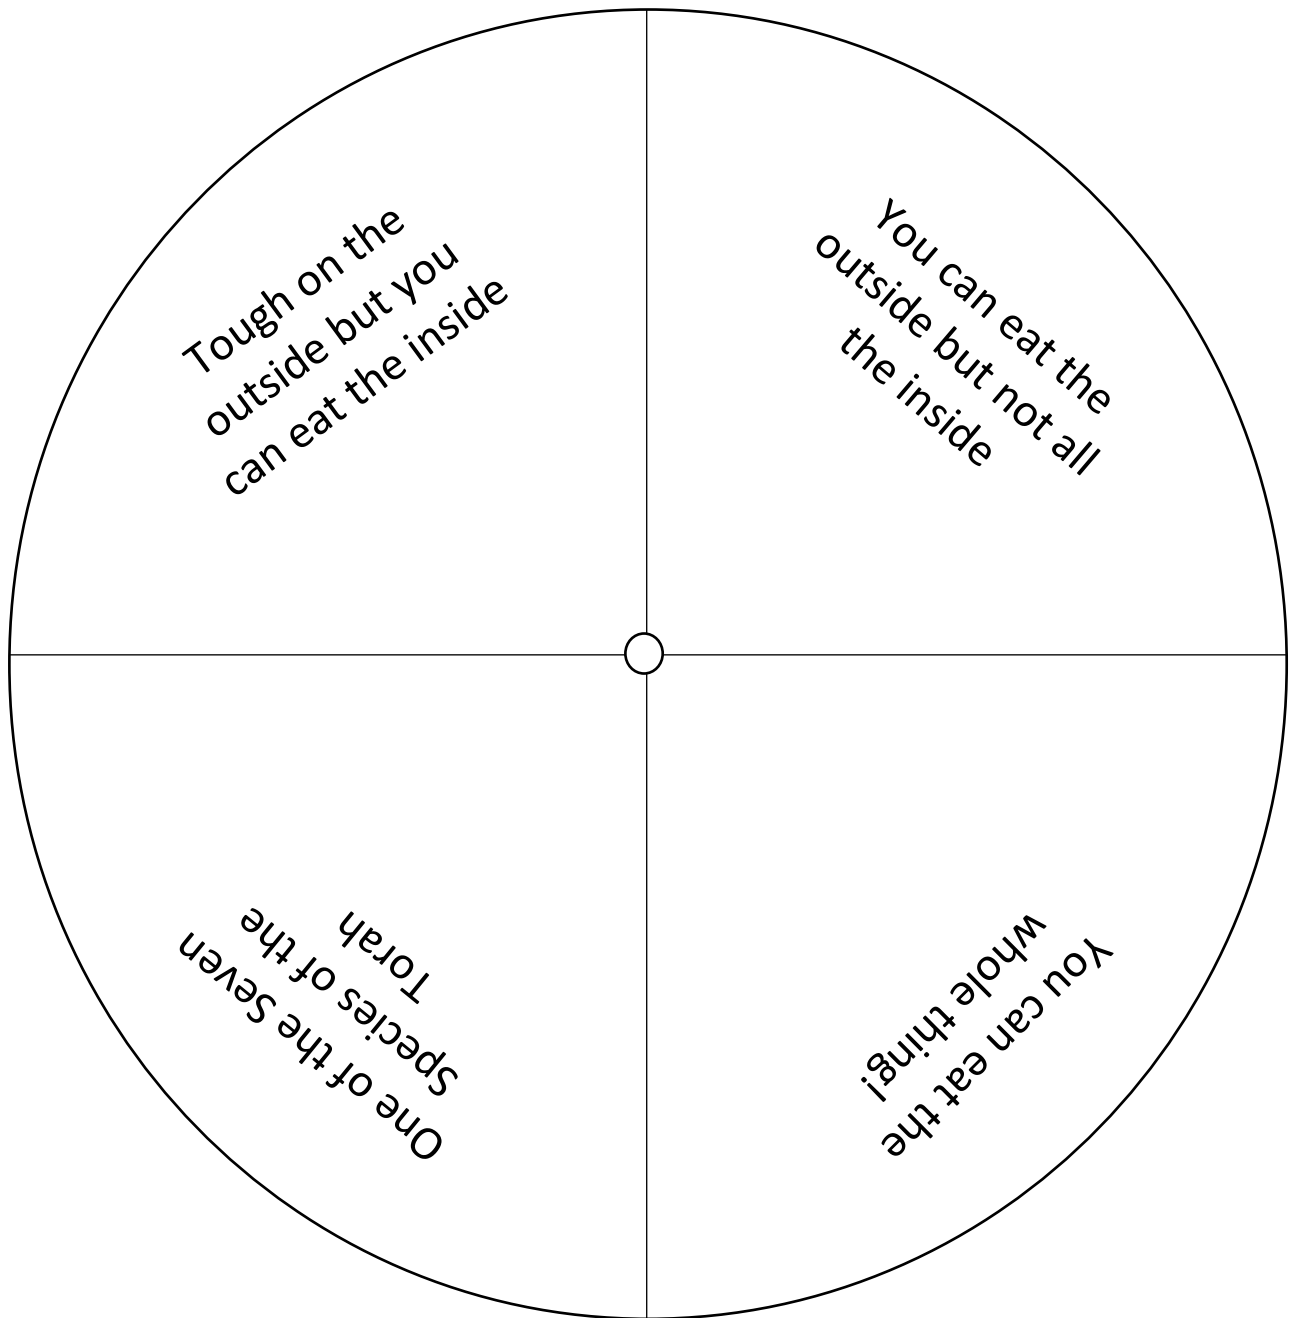 Tough on the
outside but you
can eat the inside
You can eat the
outside but not all
the inside
You can eat the
whole thing!
One of the Seven
Species of the
Torah